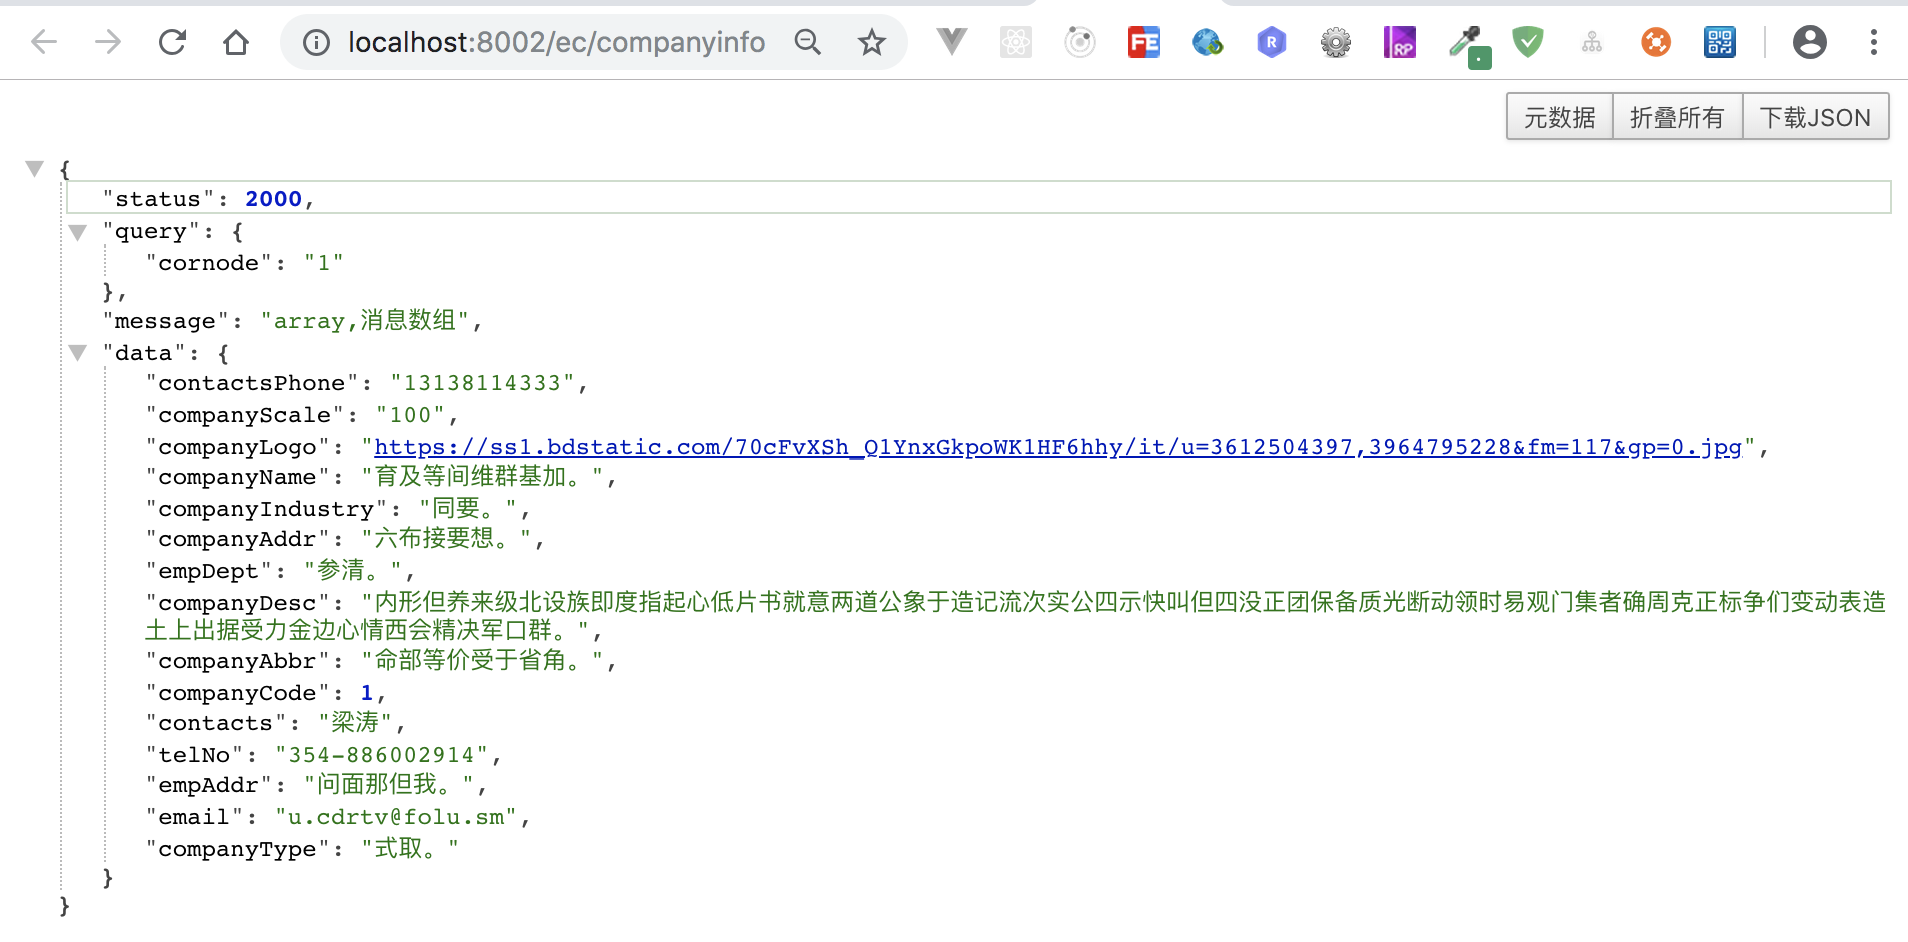 localhost:8002/ec/companyinfo
FE
R
RP
元数据 折叠所有 下载JSON
{
"status": 2000,
"query": {
"cornode": "1"
},
"message": "array,消息数组",
"data": {
"contactsPhone": "13138114333",
"companyScale": "100",
"companyLogo": "https://ss1.bdstatic.com/70cFvXSh_Q1YnxGkpoWK1HF6hhy/it/u=3612504397,3964795228&fm=117&gp=0.jpg",
"companyName": "育及等间维群基加。",
"companyIndustry": "同要。",
"companyAddr": "六布接要想。",
"empDept": "参清。",
"companyDesc": "内形但养来级北设族即度指起心低片书就意两道公象于造记流次实公四示快叫但四没正团保备质光断动领时易观门集者确周克正标争们变动表造
土上出据受力金边心情西会精决军口群。",
"companyAbbr": "命部等价受于省角。",
"companyCode": 1,
"contacts": "梁涛",
"telNo": "354-886002914",
"empAddr": "问面那但我。",
"email": "u.cdrtv@folu.sm",
"companyType": "式取。"
}
}